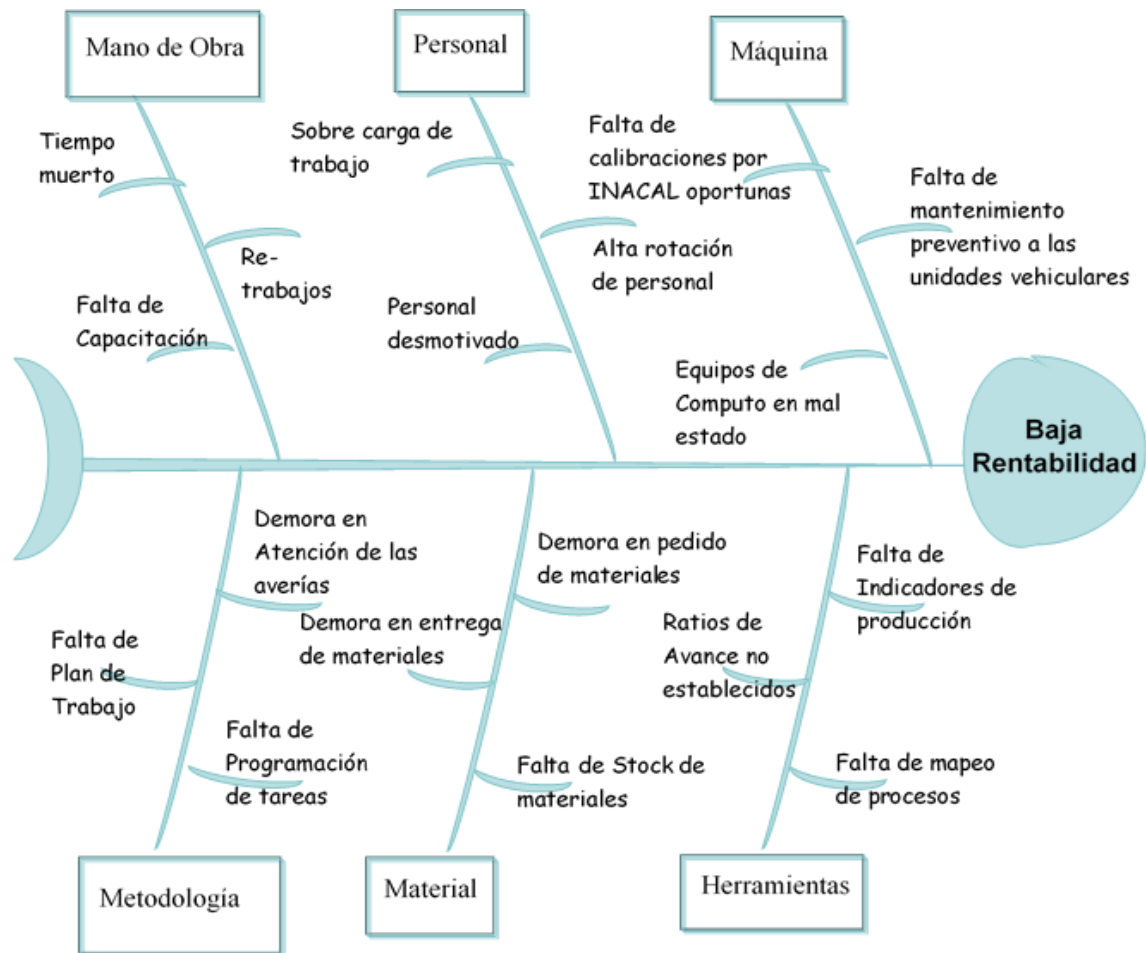 Mano de Obra
Personal
Máquina
Tiempo
muerto
Re-
trabajos
Falta de
Capacitación
Sobre carga de
trabajo
Alta rotación
de personal
Personal
desmotivado
Falta de
calibraciones por
INACAL oportunas
Falta de
mantenimiento
preventivo a las
unidades vehiculares
Equipos de
Computo en mal
estado
Baja
Rentabilidad
Demora en
Atención de las
averías
Falta de
Plan de
Trabajo
Falta de
Programación
de tareas
Demora en pedido
de materiales
Demora en entrega
de materiales
Falta de Stock de
materiales
Falta de
Indicadores de
producción
Ratios de
Avance no
establecidos
Falta de mapeo
de procesos
Metodología
Material
Herramientas